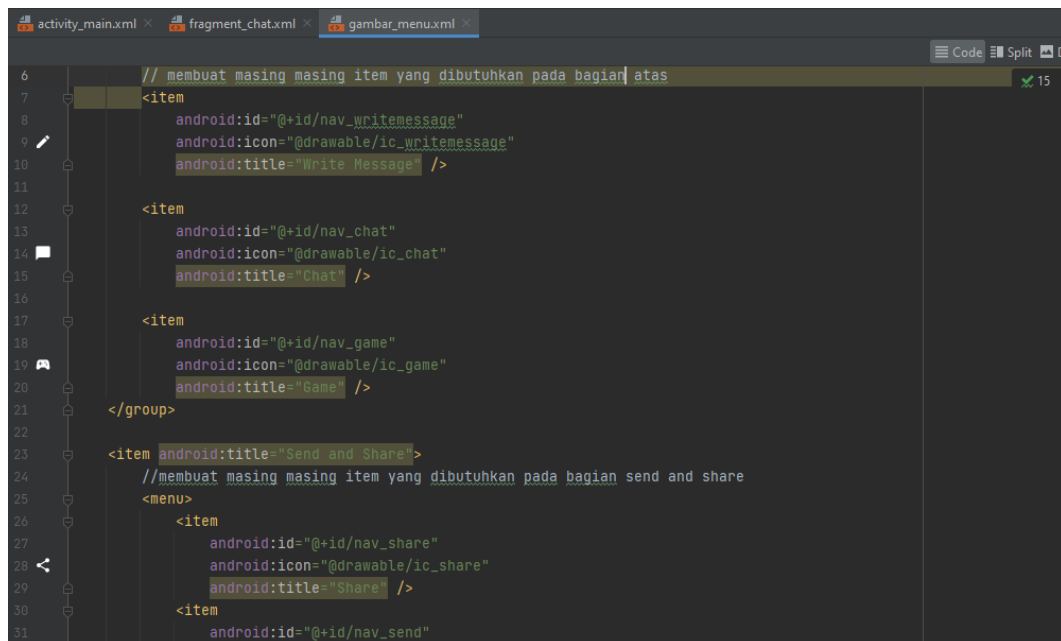 activity_main.xml × fragment_chat.xml × gambar_menu.xml ×
Code Split
6 // membuat masing masing item yang dibutuhkan pada bagian atas
15
7 <item
8 android:id="@+id/nav_writemessage"
9 android:icon="@drawable/ic_writemessage"
10 android:title="Write Message" />
11
12 <item
13 android:id="@+id/nav_chat"
14 android:icon="@drawable/ic_chat"
15 android:title="Chat" />
16
17 <item
18 android:id="@+id/nav_game"
19 android:icon="@drawable/ic_game"
20 android:title="Game" />
21 </group>
22
23 <item android:title="Send and Share">
24 //membuat masing masing item yang dibutuhkan pada bagian send and share
25 <menu>
26 <item
27 android:id="@+id/nav_share"
28 android:icon="@drawable/ic_share"
29 android:title="Share" />
30 <item
31 android:id="@+id/nav_send"